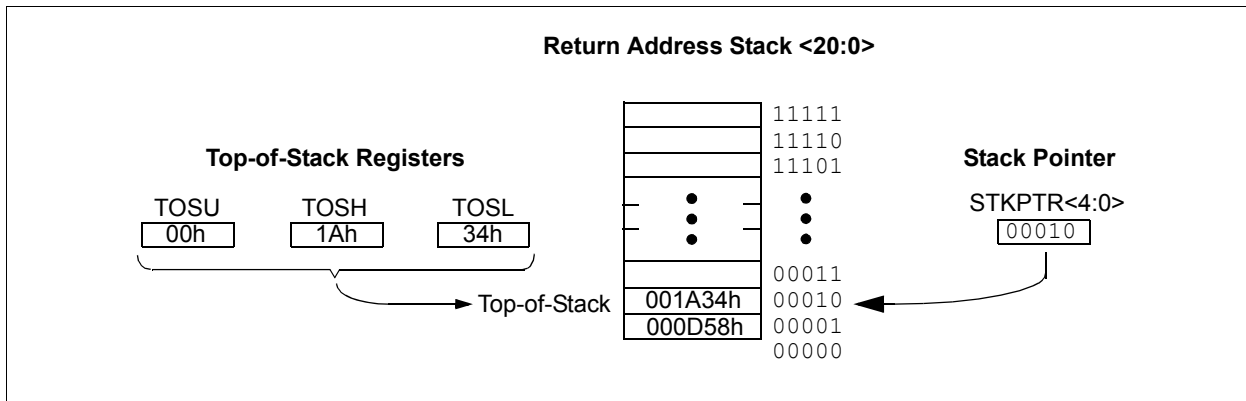 Return Address Stack <20:0>
11111
11110
11101
Top-of-Stack Registers
Stack Pointer
TOSU TOSH TOSL
STKPTR<4:0>
00h 1Ah 34h
00010
00011
Top-of-Stack 001A34h 00010
000D58h 00001
00000